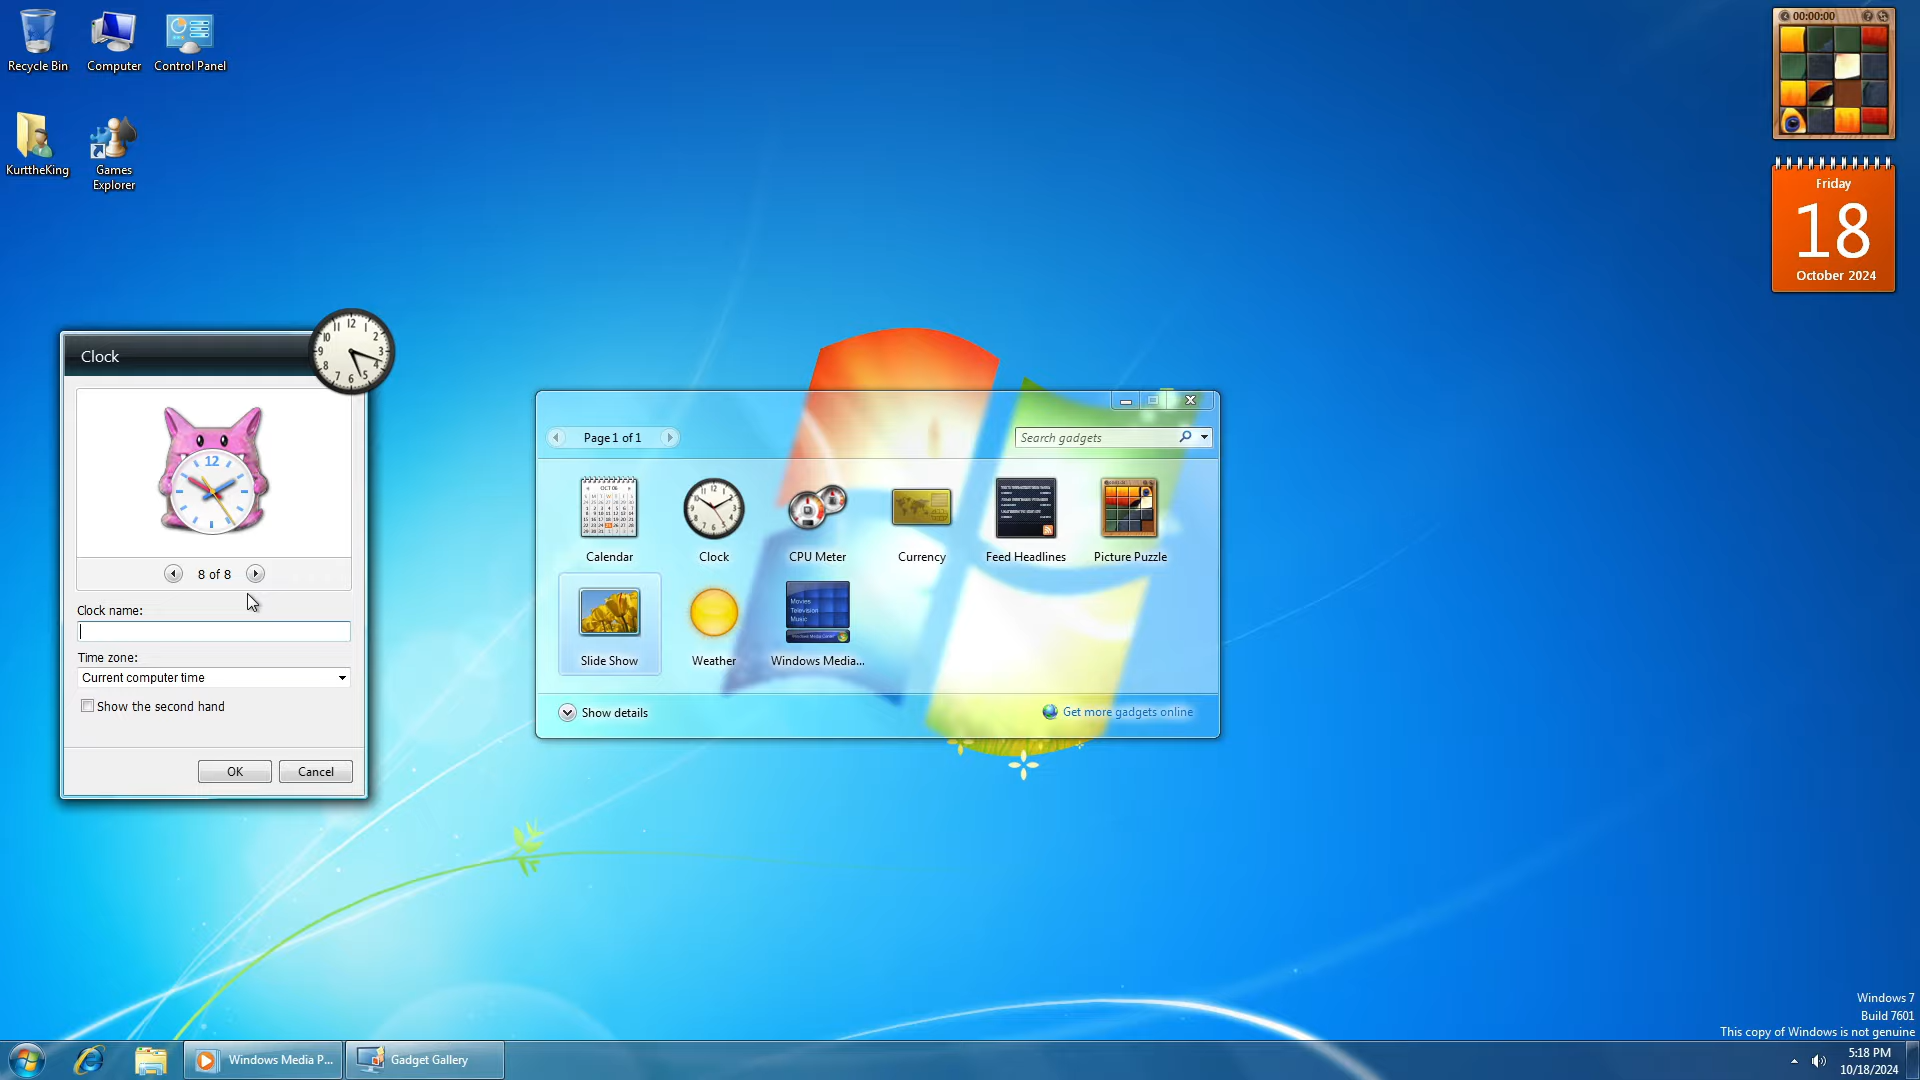 Recycle Bin
Computer
Control Panel
KurttheKing
Games
Explorer
00:00:00
Friday
18
October 2024
Clock
12
8 of 8
Clock name:
Time zone:
Current computer time
Show the second hand
OK
Cancel
Page 1 of 1
Search gadgets
Calendar
Clock
CPU Meter
Currency
Feed Headlines
Picture Puzzle
Slide Show
Weather
Movies
Television
Music
Windows Media...
Show details
Get more gadgets online
Windows 7
Build 7601
This copy of Windows is not genuine
Windows Media P...
Gadget Gallery
5:18 PM
10/18/2024